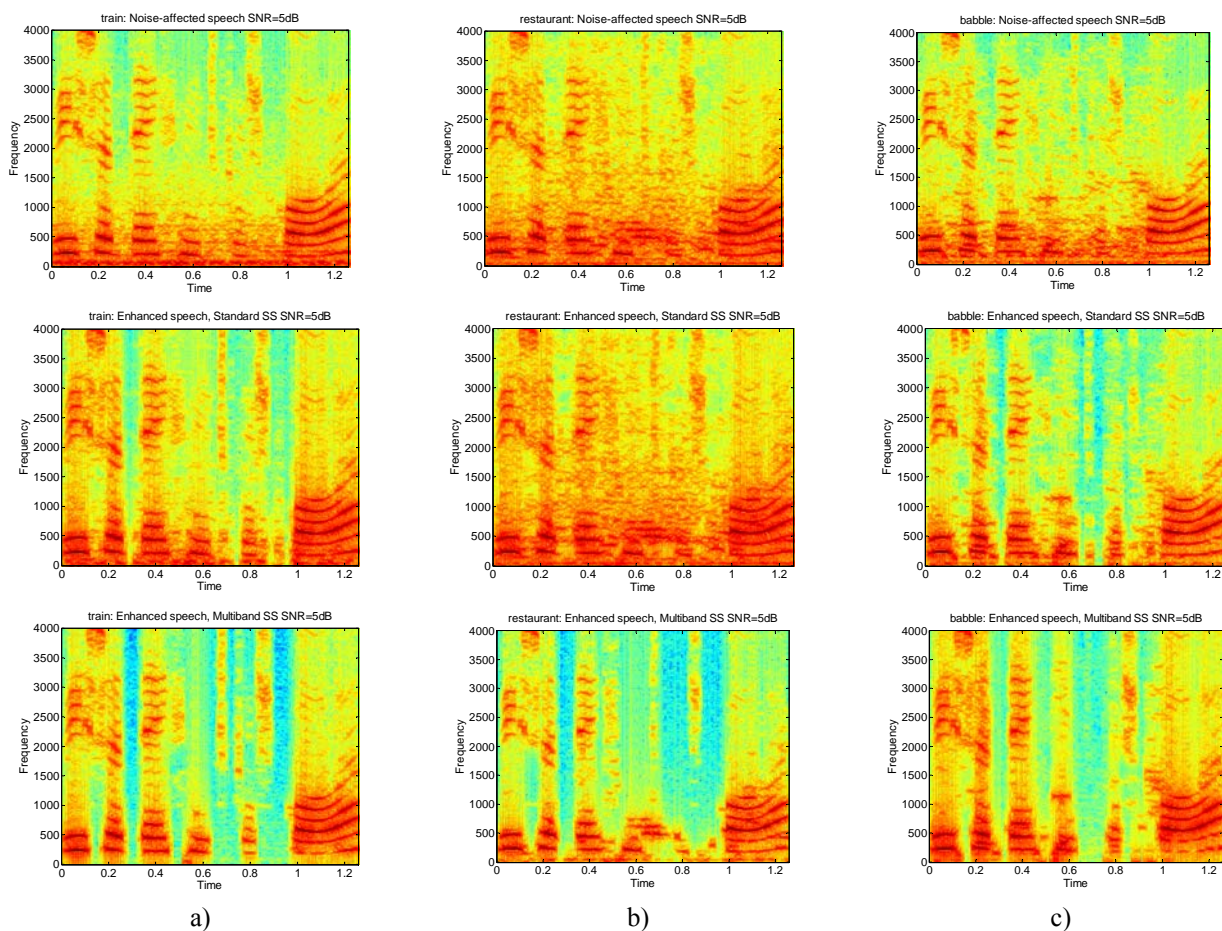 train: Noise-affected speech SNR=5dB
4000
3500
3000
2500
2000
1500
1000
500
0
Frequency
0 0.2 0.4 0.6 0.8 1 1.2
Time
restaurant: Noise-affected speech SNR=5dB
4000
3500
3000
2500
2000
1500
1000
500
0
Frequency
0 0.2 0.4 0.6 0.8 1 1.2
Time
babble: Noise-affected speech SNR=5dB
4000
3500
3000
2500
2000
1500
1000
500
0
Frequency
0 0.2 0.4 0.6 0.8 1 1.2
Time
train: Enhanced speech, Standard SS SNR=5dB
4000
3500
3000
2500
2000
1500
1000
500
0
Frequency
0 0.2 0.4 0.6 0.8 1 1.2
Time
restaurant: Enhanced speech, Standard SS SNR=5dB
4000
3500
3000
2500
2000
1500
1000
500
0
Frequency
0 0.2 0.4 0.6 0.8 1 1.2
Time
babble: Enhanced speech, Standard SS SNR=5dB
4000
3500
3000
2500
2000
1500
1000
500
0
Frequency
0 0.2 0.4 0.6 0.8 1 1.2
Time
train: Enhanced speech, Multiband SS SNR=5dB
4000
3500
3000
2500
2000
1500
1000
500
0
Frequency
0 0.2 0.4 0.6 0.8 1 1.2
Time
restaurant: Enhanced speech, Multiband SS SNR=5dB
4000
3500
3000
2500
2000
1500
1000
500
0
Frequency
0 0.2 0.4 0.6 0.8 1 1.2
Time
babble: Enhanced speech, Multiband SS SNR=5dB
4000
3500
3000
2500
2000
1500
1000
500
0
Frequency
0 0.2 0.4 0.6 0.8 1 1.2
Time
a) b) c)